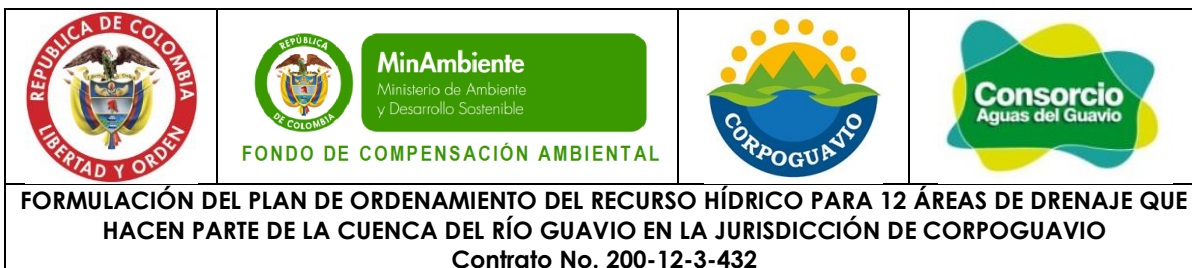 REPUBLICA DE COLOMBIA
LIBERTAD Y ORDEN
REPÚBLICA
DE COLOMBIA
MinAmbiente
Ministerio de Ambiente
y Desarrollo Sostenible
FONDO DE COMPENSACIÓN AMBIENTAL
CORPOGUAVIO
Consorcio
Aguas del Guavio
FORMULACIÓN DEL PLAN DE ORDENAMIENTO DEL RECURSO HÍDRICO PARA 12 ÁREAS DE DRENAJE QUE
HACEN PARTE DE LA CUENCA DEL RÍO GUAVIO EN LA JURISDICCIÓN DE CORPOGUAVIO
Contrato No. 200-12-3-432